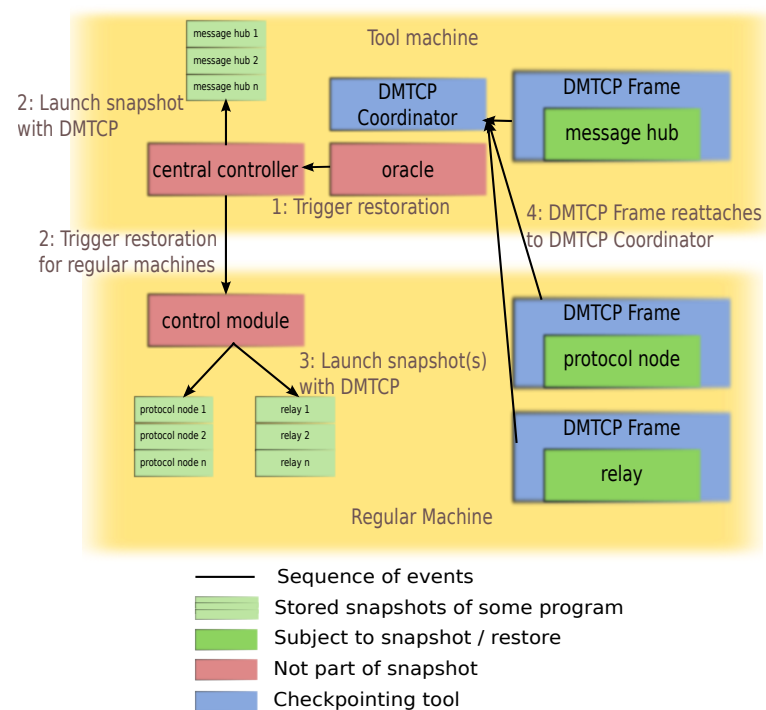 message hub 1
message hub 2
message hub n
Tool machine
2: Launch snapshot
with DMTCP
DMTCP
Coordinator
DMTCP Frame
message hub
central controller
oracle
1: Trigger restoration
4: DMTCP Frame reattaches
to DMTCP Coordinator
2: Trigger restoration
for regular machines
control module
DMTCP Frame
protocol node
3: Launch snapshot(s)
with DMTCP
protocol node 1
protocol node 2
protocol node n
relay 1
relay 2
relay n
DMTCP Frame
relay
Regular Machine
Sequence of events
Stored snapshots of some program
Subject to snapshot / restore
Not part of snapshot
Checkpointing tool